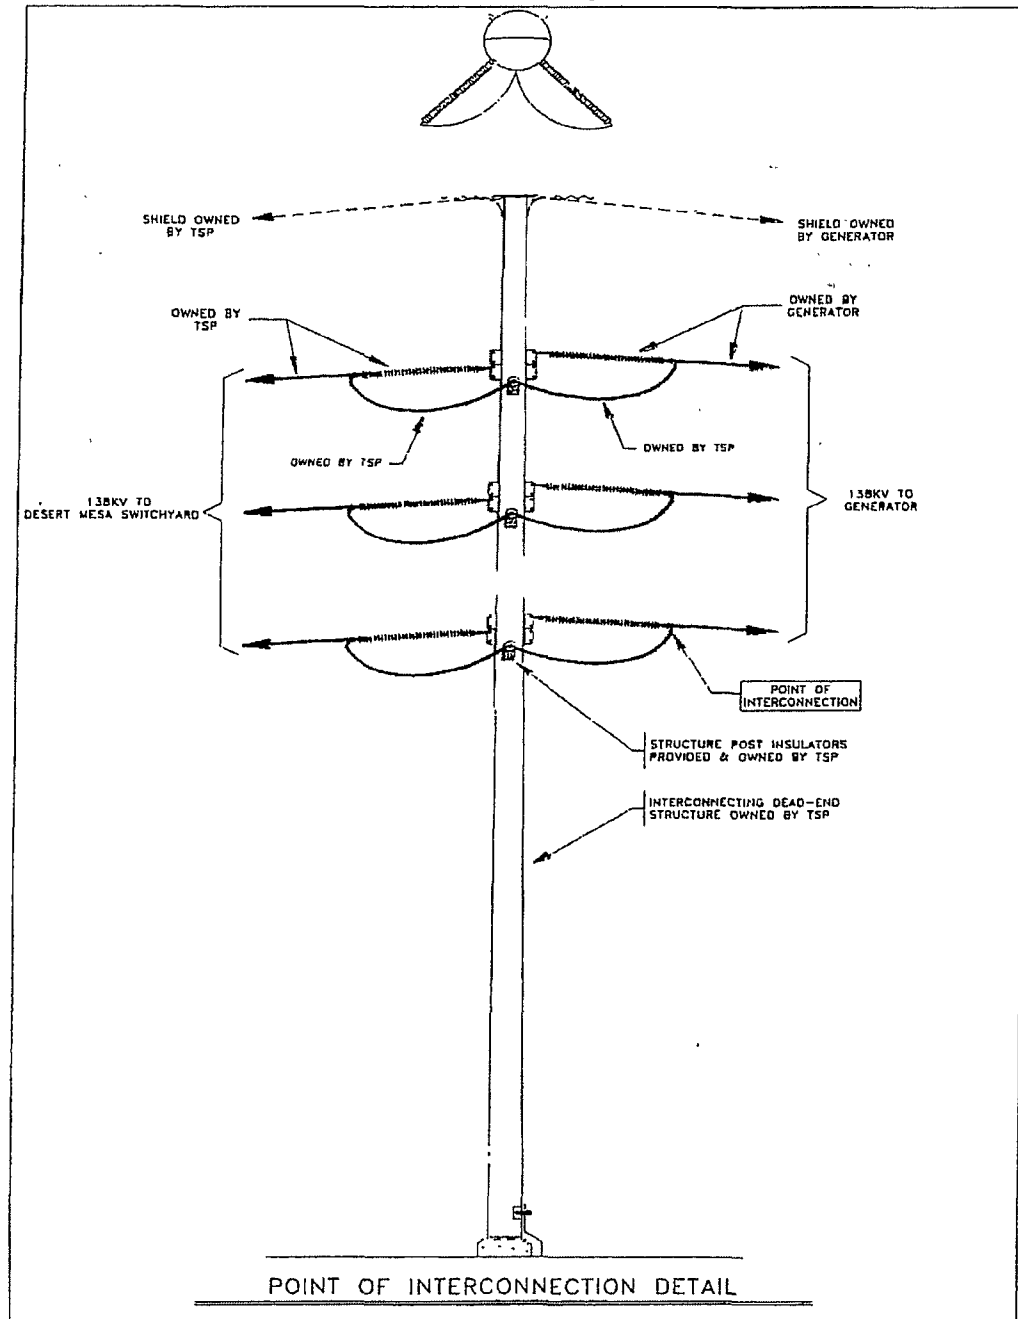 SHIELD OWNED
BY TSP
SHIELD OWNED
BY GENERATOR
OWNED BY
TSP
OWNED BY
GENERATOR
OWNED BY TSP
OWNED BY TSP
138KV TO
DESERT MESA SWITCHYARD
138KV TO
GENERATOR
POINT OF
INTERCONNECTION
STRUCTURE POST INSULATORS
PROVIDED & OWNED BY TSP
INTERCONNECTING DEAD-END
STRUCTURE OWNED BY TSP
POINT OF INTERCONNECTION DETAIL